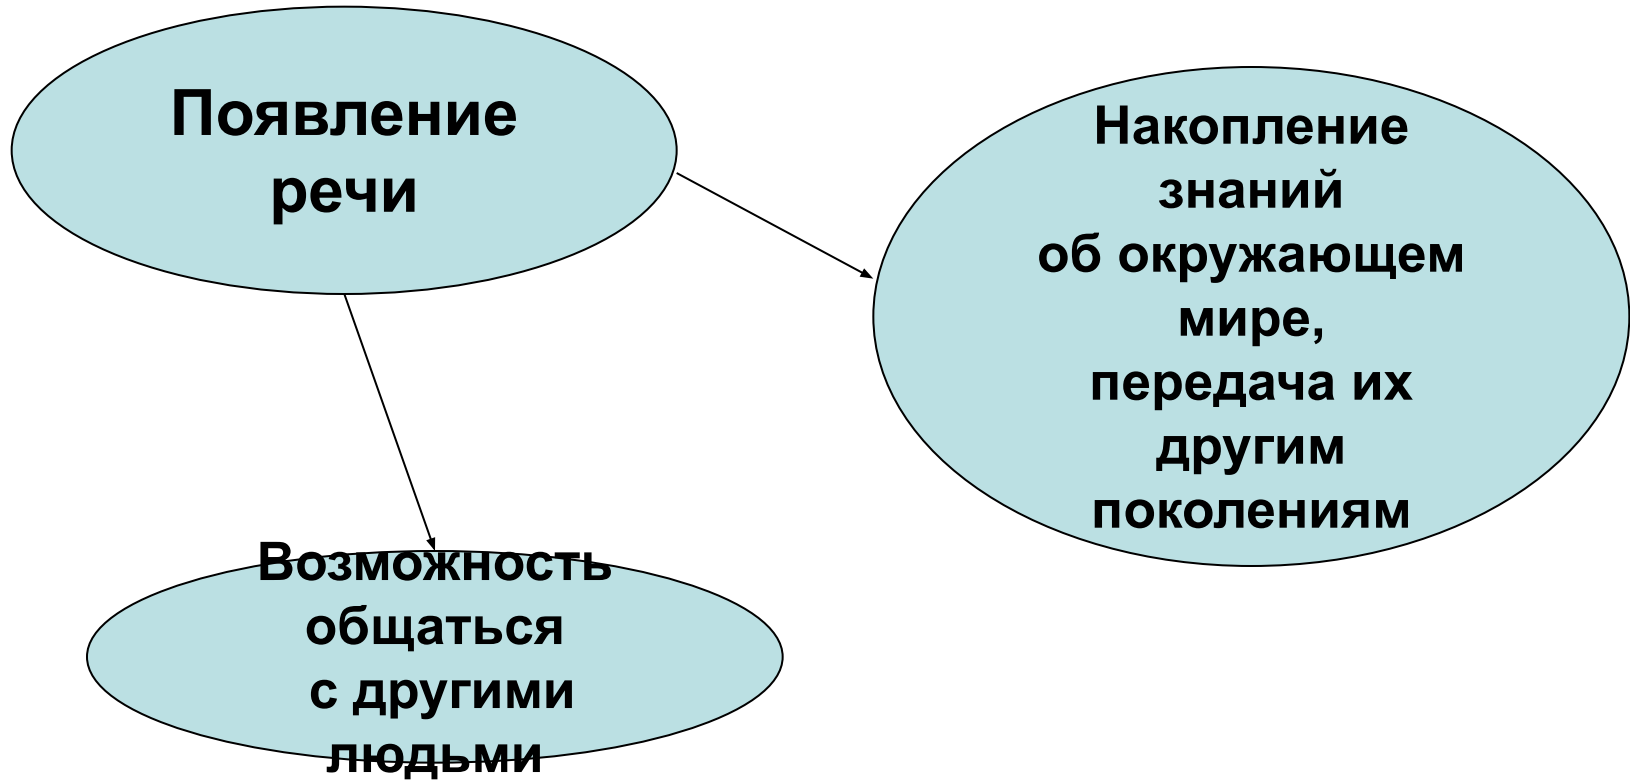 Появление
речи
Накопление
знаний
об окружающем
мире,
передача их
другим
поколениям
Возможность
общаться
с другими
людьми